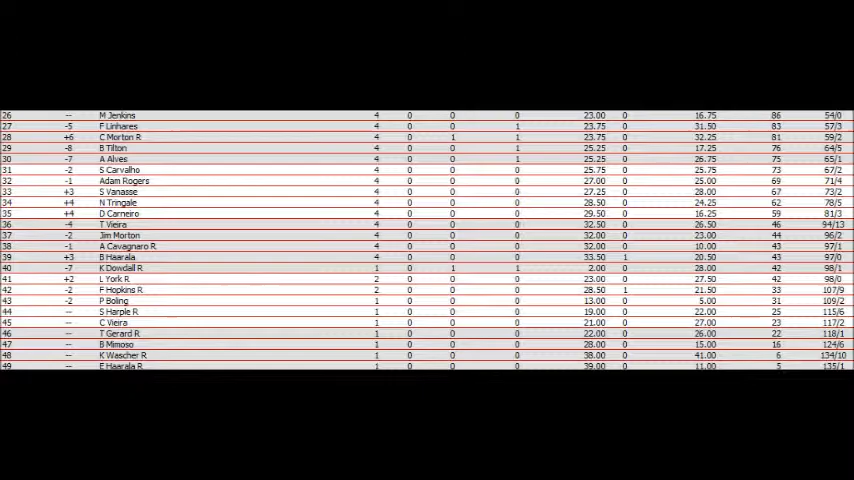 26 -- M Jenkins 4 0 0 0 23.00 0 16.75 86 54/0
27 -5 F Linhares 4 0 0 1 23.75 0 31.50 83 57/3
28 +6 C Morton R 4 0 1 1 23.75 0 32.25 81 59/2
29 -8 B Tilton 4 0 0 1 25.25 0 17.25 76 64/5
30 -7 A Alves 4 0 0 1 25.25 0 26.75 75 65/1
31 -2 S Carvalho 4 0 0 0 25.75 0 25.75 73 67/2
32 -1 Adam Rogers 4 0 0 0 27.00 0 25.00 69 71/4
33 +3 S Vanasse 4 0 0 0 27.25 0 28.00 67 73/2
34 +4 N Tringale 4 0 0 0 28.50 0 24.25 62 78/5
35 +4 D Carneiro 4 0 0 0 29.50 0 16.25 59 81/3
36 -4 T Vieira 4 0 0 0 32.50 0 26.50 46 94/13
37 -2 Jim Morton 4 0 0 0 32.00 0 23.00 44 96/2
38 -1 A Cavagnaro R 4 0 0 0 32.00 0 10.00 43 97/1
39 +3 B Haarala 4 0 0 0 33.50 1 20.50 43 97/0
40 -7 K Dowdall R 1 0 1 1 2.00 0 28.00 42 98/1
41 +2 L York R 2 0 0 0 23.00 0 27.50 42 98/0
42 -2 F Hopkins R 2 0 0 0 28.50 1 21.50 33 107/9
43 -2 P Boling 1 0 0 0 13.00 0 5.00 31 109/2
44 -- S Harple R 1 0 0 0 19.00 0 22.00 25 115/6
45 -- C Vieira 1 0 0 0 21.00 0 27.00 23 117/2
46 -- T Gerard R 1 0 0 0 22.00 0 26.00 22 118/1
47 -- B Mimoso 1 0 0 0 28.00 0 15.00 16 124/6
48 -- K Wascher R 1 0 0 0 38.00 0 41.00 6 134/10
49 -- E Haarala R 1 0 0 0 39.00 0 11.00 5 135/1